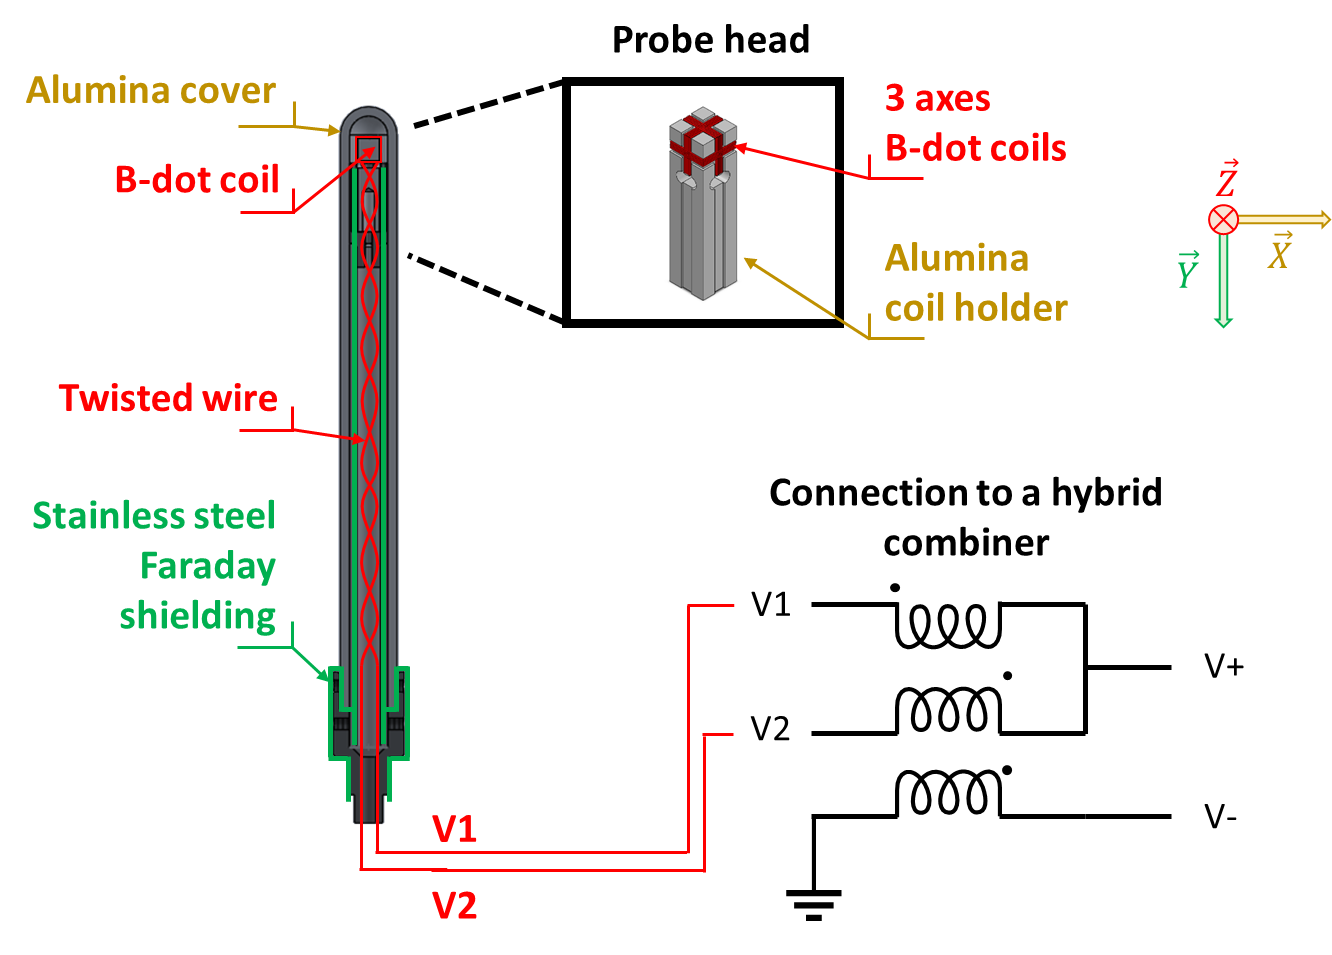 Probe head
Alumina cover
B-dot coil
3 axes
B-dot coils
Z
X
Y
Alumina
coil holder
Twisted wire
Stainless steel
Faraday
shielding
Connection to a hybrid
combiner
V1
V+
V2
V-
V1
V2